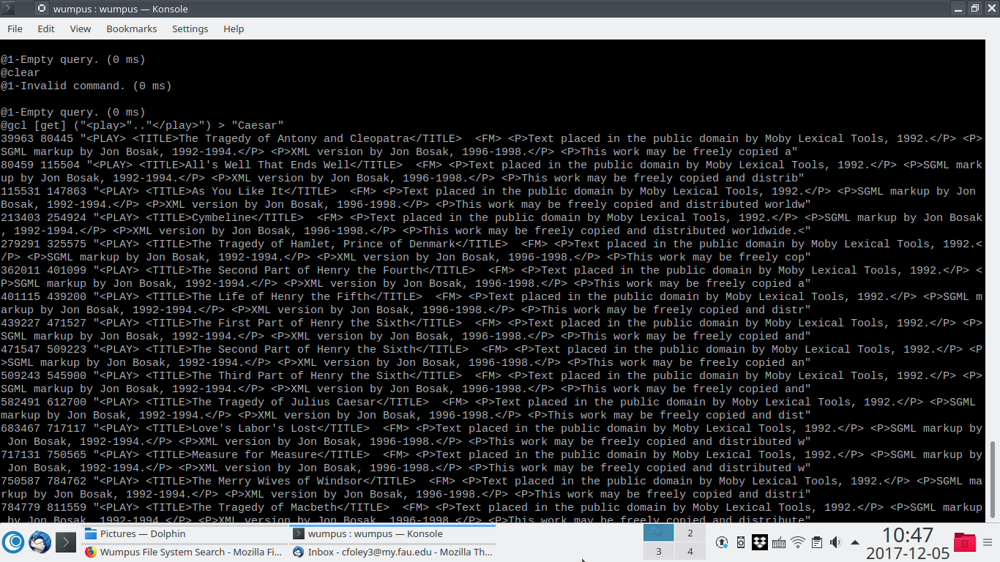 wumpus : wumpus — Konsole
File Edit View Bookmarks Settings Help
@1-Empty query. (0 ms)
@clear
@1-Invalid command. (0 ms)
@1-Empty query. (0 ms)
@gcl [get] ("<play>".."</play>") > "Caesar"
39963 80445 "<PLAY> <TITLE>The Tragedy of Antony and Cleopatra</TITLE>  <FM> <P>Text placed in the public domain by Moby Lexical Tools, 1992.</P> <P>
SGML markup by Jon Bosak, 1992-1994.</P> <P>XML version by Jon Bosak, 1996-1998.</P> <P>This work may be freely copied a"
80459 115504 "<PLAY> <TITLE>All's Well That Ends Well</TITLE>  <FM> <P>Text placed in the public domain by Moby Lexical Tools, 1992.</P> <P>SGML mark
up by Jon Bosak, 1992-1994.</P> <P>XML version by Jon Bosak, 1996-1998.</P> <P>This work may be freely copied and distrib"
115531 147863 "<PLAY> <TITLE>As You Like It</TITLE>  <FM> <P>Text placed in the public domain by Moby Lexical Tools, 1992.</P> <P>SGML markup by Jon
Bosak, 1992-1994.</P> <P>XML version by Jon Bosak, 1996-1998.</P> <P>This work may be freely copied and distributed worldw"
213403 254924 "<PLAY> <TITLE>Cymbeline</TITLE>  <FM> <P>Text placed in the public domain by Moby Lexical Tools, 1992.</P> <P>SGML markup by Jon Bosak
, 1992-1994.</P> <P>XML version by Jon Bosak, 1996-1998.</P> <P>This work may be freely copied and distributed worldwide.<"
279291 325575 "<PLAY> <TITLE>The Tragedy of Hamlet, Prince of Denmark</TITLE>  <FM> <P>Text placed in the public domain by Moby Lexical Tools, 1992.<
/P> <P>SGML markup by Jon Bosak, 1992-1994.</P> <P>XML version by Jon Bosak, 1996-1998.</P> <P>This work may be freely cop"
362011 401099 "<PLAY> <TITLE>The Second Part of Henry the Fourth</TITLE>  <FM> <P>Text placed in the public domain by Moby Lexical Tools, 1992.</P> <
P>SGML markup by Jon Bosak, 1992-1994.</P> <P>XML version by Jon Bosak, 1996-1998.</P> <P>This work may be freely copied a"
401115 439200 "<PLAY> <TITLE>The Life of Henry the Fifth</TITLE>  <FM> <P>Text placed in the public domain by Moby Lexical Tools, 1992.</P> <P>SGML m
arkup by Jon Bosak, 1992-1994.</P> <P>XML version by Jon Bosak, 1996-1998.</P> <P>This work may be freely copied and distr"
439227 471527 "<PLAY> <TITLE>The First Part of Henry the Sixth</TITLE>  <FM> <P>Text placed in the public domain by Moby Lexical Tools, 1992.</P> <P>
SGML markup by Jon Bosak, 1992-1994.</P> <P>XML version by Jon Bosak, 1996-1998.</P> <P>This work may be freely copied and"
471547 509223 "<PLAY> <TITLE>The Second Part of Henry the Sixth</TITLE>  <FM> <P>Text placed in the public domain by Moby Lexical Tools, 1992.</P> <P
>SGML markup by Jon Bosak, 1992-1994.</P> <P>XML version by Jon Bosak, 1996-1998.</P> <P>This work may be freely copied an"
509243 545900 "<PLAY> <TITLE>The Third Part of Henry the Sixth</TITLE>  <FM> <P>Text placed in the public domain by Moby Lexical Tools, 1992.</P> <P>
SGML markup by Jon Bosak, 1992-1994.</P> <P>XML version by Jon Bosak, 1996-1998.</P> <P>This work may be freely copied and"
582491 612700 "<PLAY> <TITLE>The Tragedy of Julius Caesar</TITLE>  <FM> <P>Text placed in the public domain by Moby Lexical Tools, 1992.</P> <P>SGML
markup by Jon Bosak, 1992-1994.</P> <P>XML version by Jon Bosak, 1996-1998.</P> <P>This work may be freely copied and dist"
683467 717117 "<PLAY> <TITLE>Love's Labor's Lost</TITLE>  <FM> <P>Text placed in the public domain by Moby Lexical Tools, 1992.</P> <P>SGML markup by
 Jon Bosak, 1992-1994.</P> <P>XML version by Jon Bosak, 1996-1998.</P> <P>This work may be freely copied and distributed w"
717131 750565 "<PLAY> <TITLE>Measure for Measure</TITLE>  <FM> <P>Text placed in the public domain by Moby Lexical Tools, 1992.</P> <P>SGML markup by
 Jon Bosak, 1992-1994.</P> <P>XML version by Jon Bosak, 1996-1998.</P> <P>This work may be freely copied and distributed w"
750587 784762 "<PLAY> <TITLE>The Merry Wives of Windsor</TITLE>  <FM> <P>Text placed in the public domain by Moby Lexical Tools, 1992.</P> <P>SGML ma
rkup by Jon Bosak, 1992-1994.</P> <P>XML version by Jon Bosak, 1996-1998.</P> <P>This work may be freely copied and distri"
784779 811559 "<PLAY> <TITLE>The Tragedy of Macbeth</TITLE>  <FM> <P>Text placed in the public domain by Moby Lexical Tools, 1992.</P> <P>SGML markup
 by Jon Bosak, 1992-1994.</P> <P>XML version by Jon Bosak, 1996-1998.</P> <P>This work may be freely copied and distribute"
Pictures — Dolphin
wumpus : wumpus — Konsole
Wumpus File System Search - Mozilla Fi...
Inbox - cfoley3@my.fau.edu - Mozilla Th...
2
3 4
10:47
2017-12-05